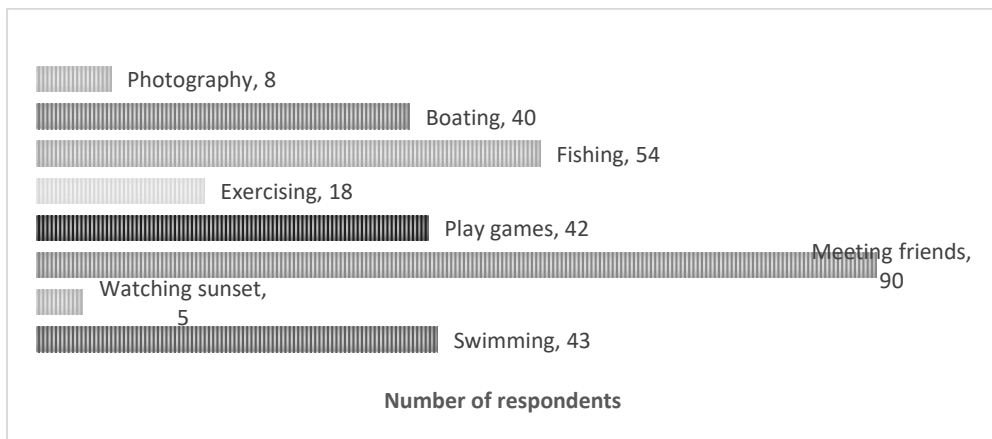 Photography, 8
Boating, 40
Fishing, 54
Exercising, 18
Play games, 42
Meeting friends,
90
Watching sunset,
5
Swimming, 43
Number of respondents